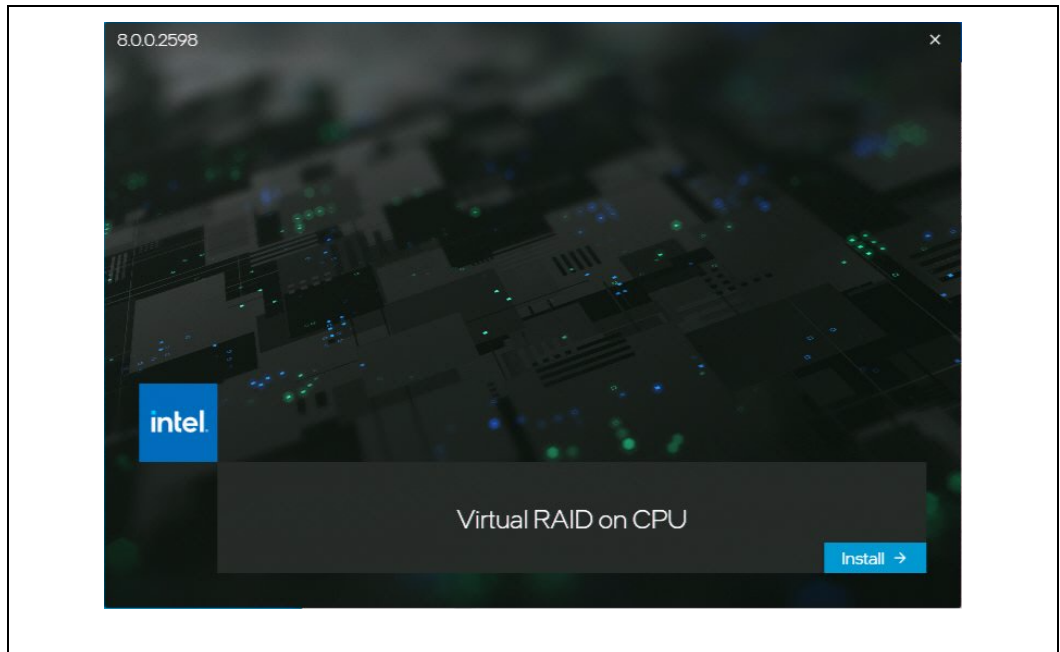 8.0.0.2598
×
intel.
Virtual RAID on CPU
Install →